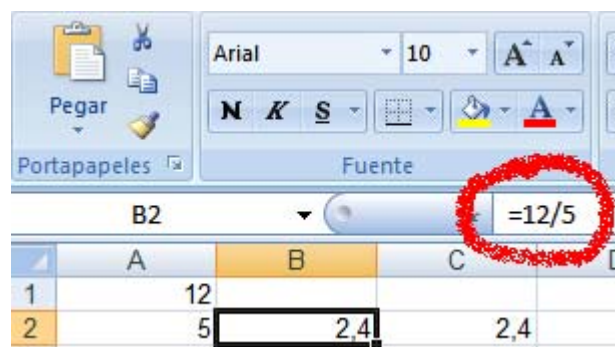 Arial 10 A A
Pegar
N K S A
Portapapeles Fuente
B2 =12/5
A B C
1 12
2 5 2,4 2,4